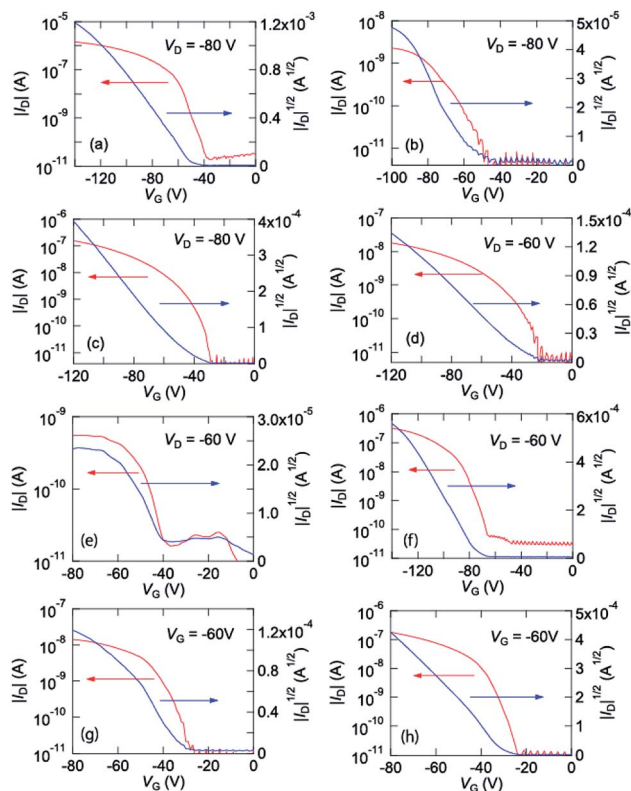 10⁻⁵
10⁻⁷
10⁻⁹
10⁻¹¹
|I_D| (A)
V_D = -80 V
(a)
1.2x10⁻³
0.8
0.4
0
|I_D|^1/2 (A^1/2)
-120 -80 -40 0
V_G (V)
10⁻⁸
10⁻⁹
10⁻¹⁰
|I_D| (A)
V_D = -80 V
(b)
5x10⁻⁵
4
3
2
1
0
|I_D|^1/2 (A^1/2)
-100 -80 -60 -40 -20 0
V_G (V)
10⁻⁶
10⁻⁷
10⁻⁸
10⁻⁹
10⁻¹⁰
10⁻¹¹
|I_D| (A)
V_D = -80 V
(c)
4x10⁻⁴
3
2
1
0
|I_D|^1/2 (A^1/2)
-120 -100 -80 -60 -40 -20 0
V_G (V)
10⁻⁷
10⁻⁸
10⁻⁹
10⁻¹⁰
10⁻¹¹
|I_D| (A)
V_D = -60 V
(d)
1.5x10⁻⁴
1.2
0.9
0.6
0.3
0
|I_D|^1/2 (A^1/2)
-120 -100 -80 -60 -40 -20 0
V_G (V)
10⁻⁹
10⁻¹⁰
10⁻¹¹
|I_D| (A)
V_D = -60 V
(e)
3.0x10⁻⁵
2
1
0
|I_D|^1/2 (A^1/2)
-80 -60 -40 -20 0
V_G (V)
10⁻⁶
10⁻⁷
10⁻⁸
10⁻⁹
10⁻¹⁰
10⁻¹¹
|I_D| (A)
V_D = -60 V
(f)
6x10⁻⁴
4
2
0
|I_D|^1/2 (A^1/2)
-120 -80 -40 0
V_G (V)
10⁻⁷
10⁻⁸
10⁻⁹
10⁻¹⁰
10⁻¹¹
|I_D| (A)
V_G = -60V
(g)
1.2x10⁻⁴
0.8
0.4
0
|I_D|^1/2 (A^1/2)
-80 -60 -40 -20 0
V_G (V)
10⁻⁶
10⁻⁷
10⁻⁸
10⁻⁹
10⁻¹⁰
10⁻¹¹
|I_D| (A)
V_G = -60V
(h)
5x10⁻⁴
4
3
2
1
0
|I_D|^1/2 (A^1/2)
-80 -60 -40 -20 0
V_G (V)